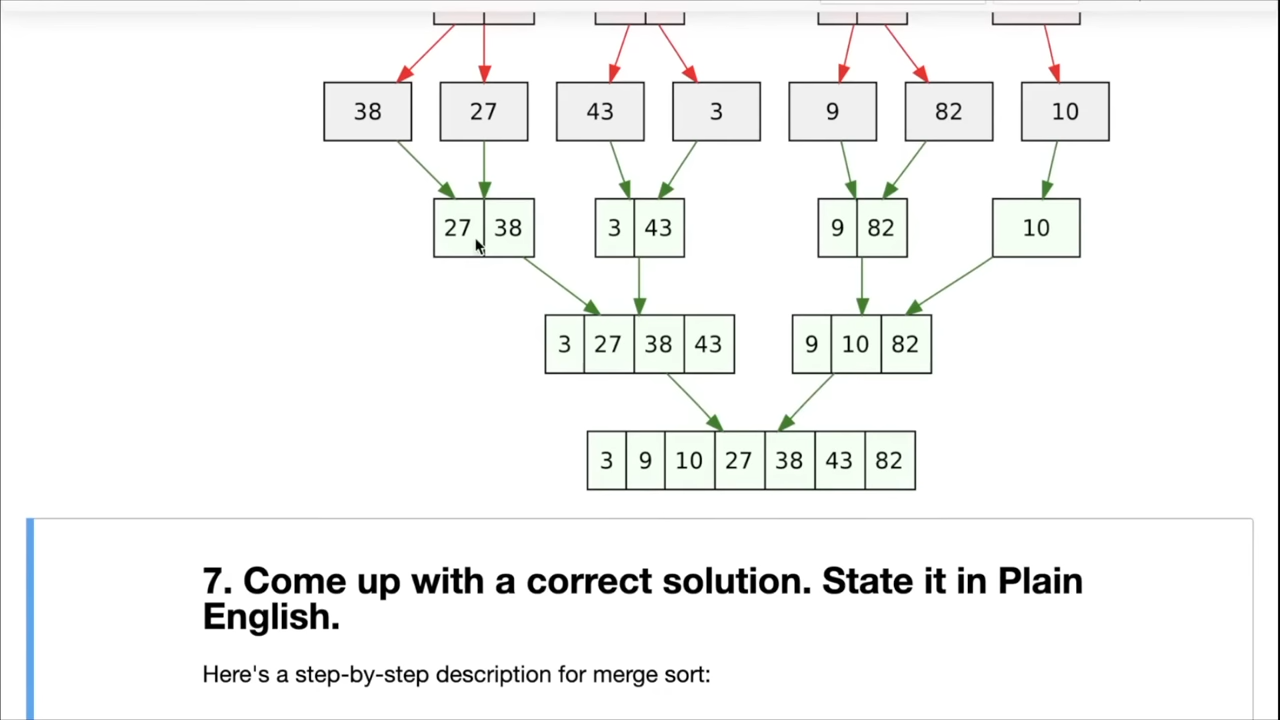 38 27 43 3 9 82 10
27 38 3 43 9 82 10
3 27 38 43 9 10 82
3 9 10 27 38 43 82
7. Come up with a correct solution. State it in Plain
English.
Here's a step-by-step description for merge sort: